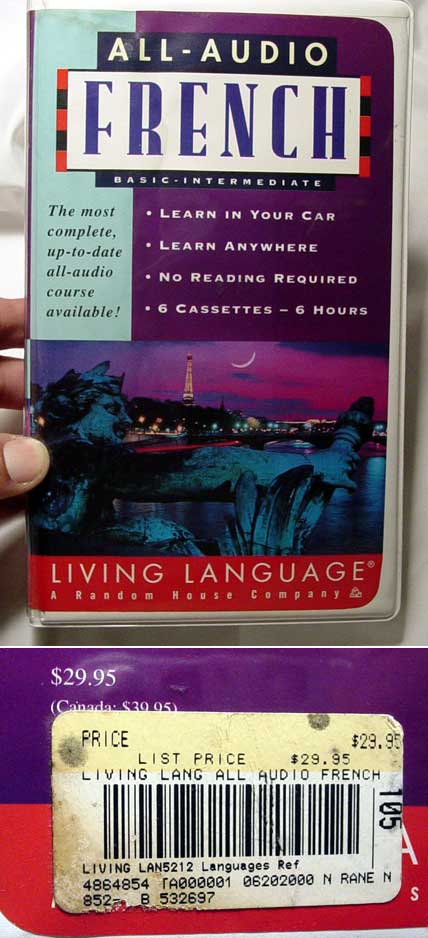 ALL-AUDIO
FRENCH
BASIC-INTERMEDIATE
The most
complete,
up-to-date
all-audio
course
available!
• LEARN IN YOUR CAR
• LEARN ANYWHERE
• NO READING REQUIRED
• 6 CASSETTES – 6 HOURS
LIVING LANGUAGE®
A Random House Company
$29.95
(Canada: $39.95)
PRICE $29.95
LIST PRICE $29.95
LIVING LANG ALL AUDIO FRENCH
105
LIVING LAN5212 Languages Ref
4864854 TA000001 06202000 N RANE N
852- B 532697
A
S